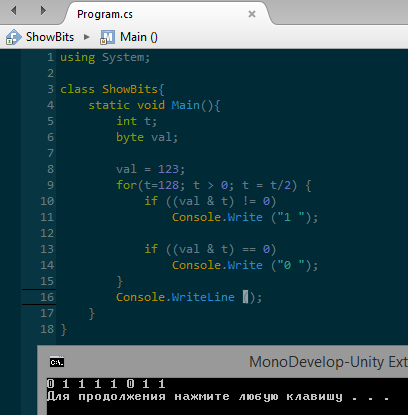 Program.cs
ShowBits Main ()
1 using System;
2
3 class ShowBits{
4 static void Main(){
5 int t;
6 byte val;
7
8 val = 123;
9 for(t=128; t > 0; t = t/2) {
10 if ((val & t) != 0)
11 Console.Write ("1 ");
12
13 if ((val & t) == 0)
14 Console.Write ("0 ");
15 }
16 Console.WriteLine ();
17 }
18 }
MonoDevelop-Unity Ext
0 1 1 1 1 0 1 1
Для продолжения нажмите любую клавишу . . .